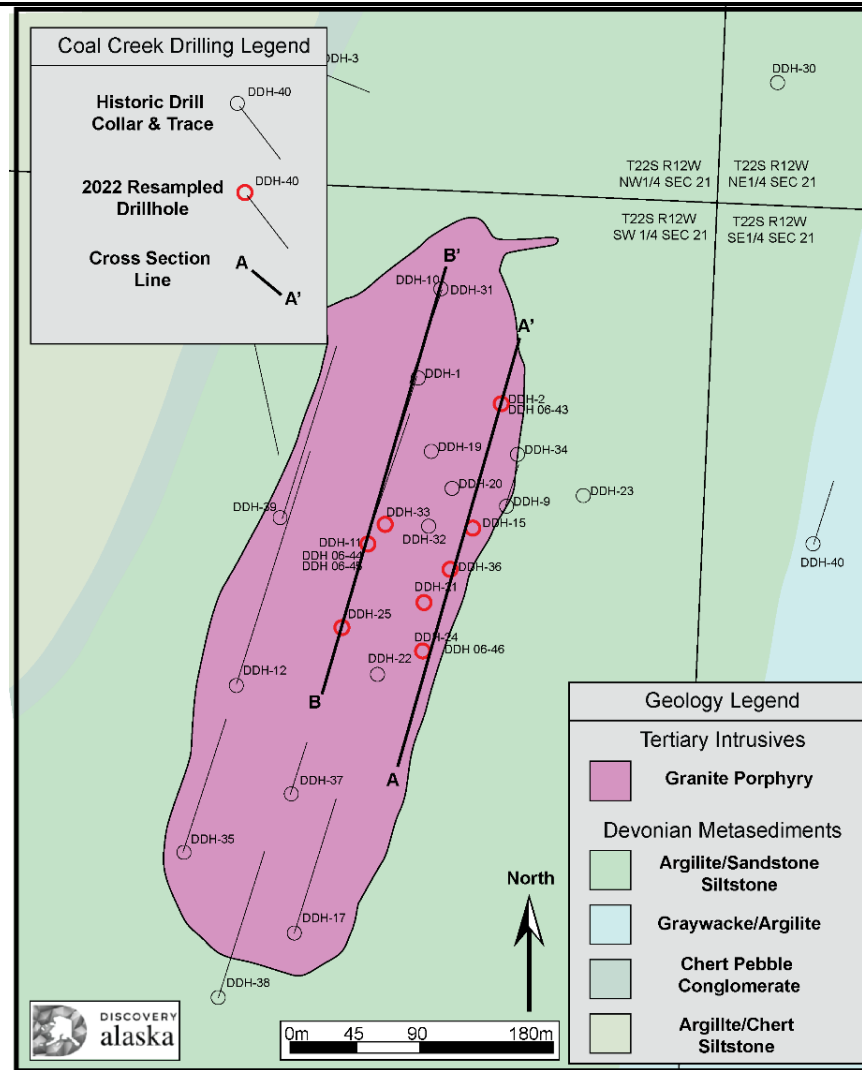 Coal Creek Drilling Legend
Historic Drill
Collar & Trace
DDH-40
2022 Resampled
Drillhole
DDH-40
Cross Section
Line
A
A'
DDH-3
DDH-30
T22S R12W
NW1/4 SEC 21
T22S R12W
NE1/4 SEC 21
T22S R12W
SW 1/4 SEC 21
T22S R12W
SE1/4 SEC 21
B'
DDH-10
DDH-31
A'
DDH-1
DDH-2
DDH 06-43
DDH-19
DDH-34
DDH-20
DDH-23
DDH-39
DDH-33
DDH-9
DDH-15
DDH-32
DDH-11
DDH 06-44
DDH 06-45
DDH-40
DDH-36
DDH-21
DDH-25
DDH-24
DDH 06-46
DDH-22
DDH-12
B
A
DDH-37
DDH-35
DDH-17
DDH-38
North
0m 45 90 180m
DISCOVERY
alaska
Geology Legend
Tertiary Intrusives
Granite Porphyry
Devonian Metasediments
Argilite/Sandstone
Siltstone
Graywacke/Argilite
Chert Pebble
Conglomerate
Argillte/Chert
Siltstone